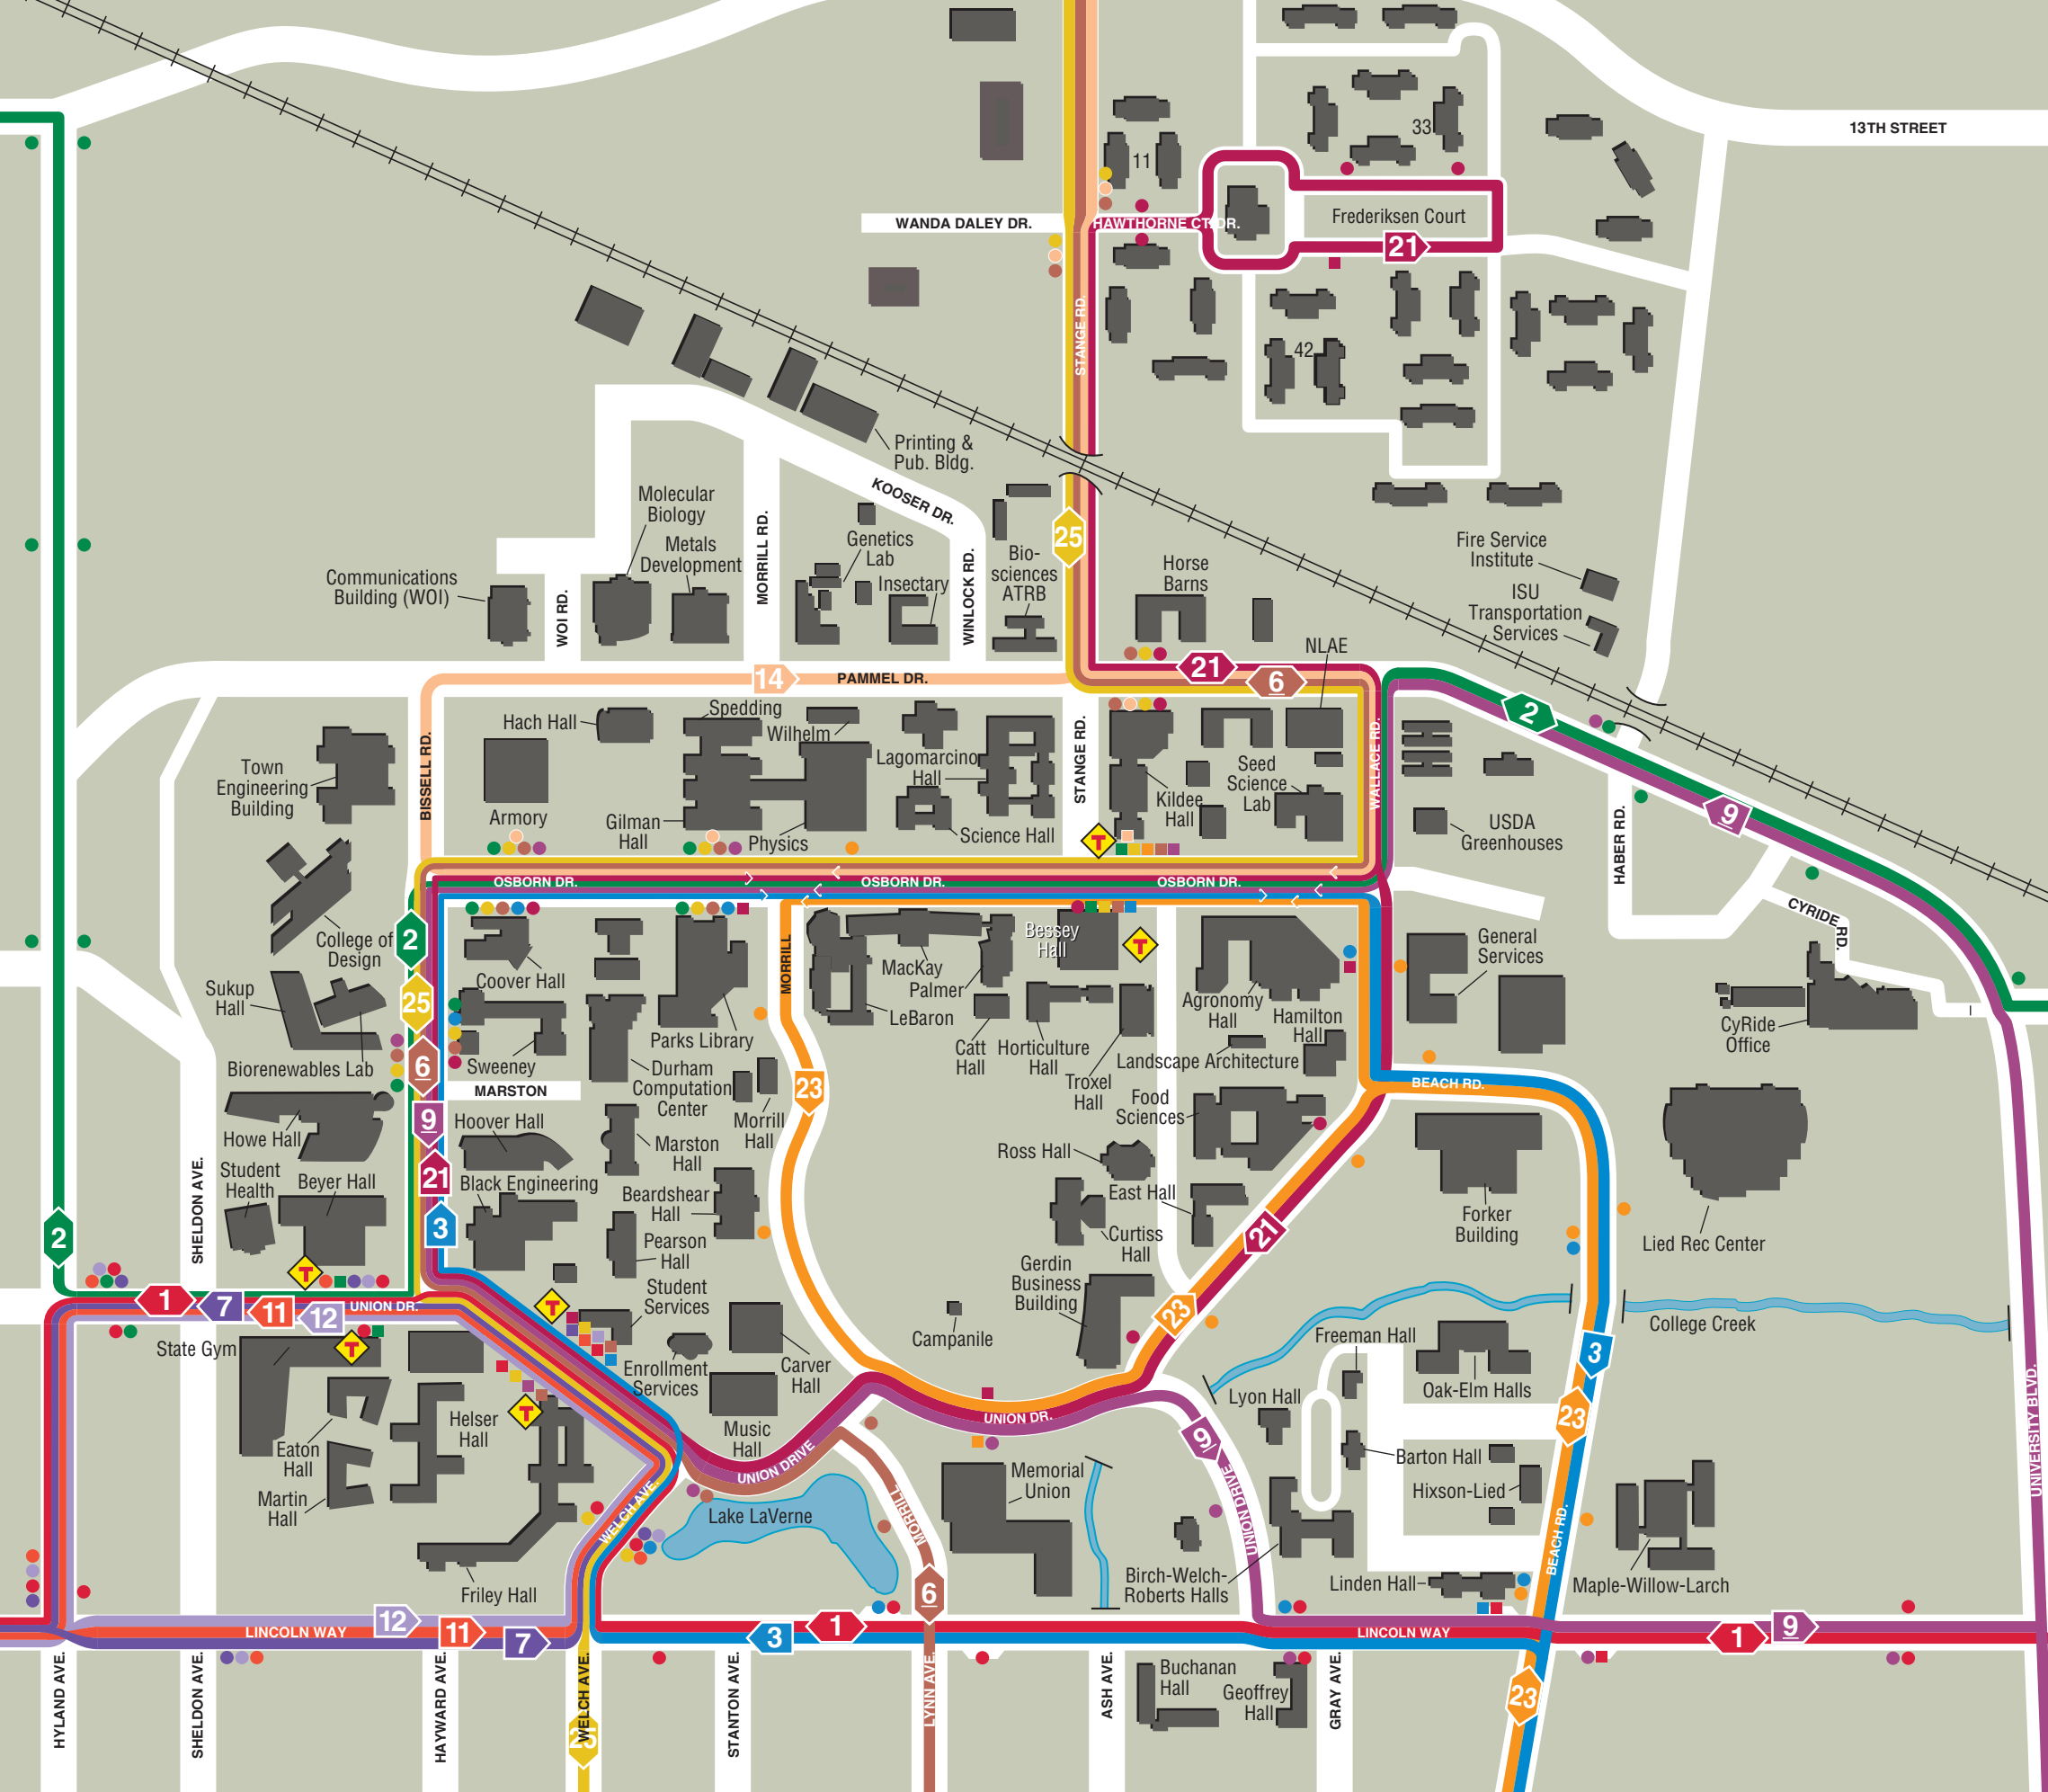 13TH STREET
33
11
WANDA DALEY DR.
HAWTHORNE CT. DR.
Frederiksen Court
21
STANGE RD.
42
Printing &
Pub. Bldg.
KOOSER DR.
Molecular
Biology
Metals
Development
MORRILL RD.
Genetics
Lab
Insectary
WINLOCK RD.
Bio-
sciences
ATRB
25
Horse
Barns
Fire Service
Institute
ISU
Transportation
Services
Communications
Building (WOI)
WOI RD.
NLAE
14
PAMMEL DR.
21
6
2
9
Hach Hall
Spedding
Wilhelm
Lagomarcino
Hall
STANGE RD.
Kildee
Hall
Seed
Science
Lab
WALLACE RD.
USDA
Greenhouses
HABER RD.
Town
Engineering
Building
BISSELL RD.
Armory
Gilman
Hall
Physics
Science Hall
T
OSBORN DR.
OSBORN DR.
OSBORN DR.
CYRIDE
RD.
College of
Design
2
Coover Hall
MORRILL
MacKay
Palmer
LeBaron
Bessey
Hall
T
Agronomy
Hall
Hamilton
Hall
General
Services
CyRide
Office
Sukup
Hall
25
Biorenewables Lab
6
Sweeney
Parks Library
Durham
Computation
Center
Catt
Hall
Horticulture
Hall
Troxel
Hall
Landscape Architecture
MARSTON
23
BEACH RD.
Morrill
Hall
Food
Sciences
Howe Hall
9
Hoover Hall
Marston
Hall
Ross Hall
Student
Health
Beyer Hall
SHELDON AVE.
21
Black Engineering
Beardshear
Hall
East Hall
Curtiss
Hall
21
Forker
Building
Lied Rec Center
2
3
Pearson
Hall
Gerdin
Business
Building
T
1
7
11
12
UNION DR.
T
Student
Services
Campanile
23
College Creek
State Gym
T
Enrollment
Services
Carver
Hall
Freeman Hall
3
Oak-Elm Halls
Lyon Hall
T
Helser
Hall
Eaton
Hall
Martin
Hall
Music
Hall
UNION DRIVE
UNION DR.
9
UNION DRIVE
Memorial
Union
Barton Hall
Hixson-Lied
23
UNIVERSITY BLVD.
WELCH AVE.
Lake LaVerne
MORRILL
BEACH RD.
Friley Hall
6
Birch-Welch-
Roberts Halls
Linden Hall
Maple-Willow-Larch
LINCOLN WAY
12
11
7
3
1
LINCOLN WAY
1
9
HYLAND AVE.
SHELDON AVE.
HAYWARD AVE.
WELCH AVE.
25
STANTON AVE.
LYNN AVE.
ASH AVE.
Buchanan
Hall
Geoffrey
Hall
GRAY AVE.
23